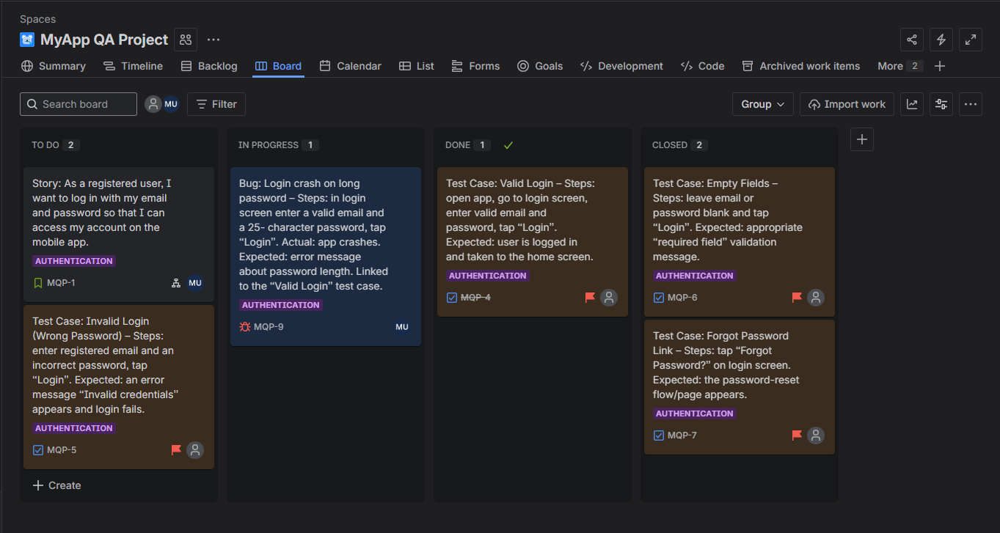 Spaces
MyApp QA Project
Summary
Timeline
Backlog
Board
Calendar
List
Forms
Goals
Development
Code
Archived work items
More 2
Search board
MU
Filter
Group
Import work
TO DO 2
Story: As a registered user, I
want to log in with my email
and password so that I can
access my account on the
mobile app.
AUTHENTICATION
MQP-1
MU
Test Case: Invalid Login
(Wrong Password) – Steps:
enter registered email and an
incorrect password, tap
“Login”. Expected: an error
message “Invalid credentials”
appears and login fails.
AUTHENTICATION
MQP-5
Create
IN PROGRESS 1
Bug: Login crash on long
password – Steps: in login
screen enter a valid email and
a 25- character password, tap
“Login”. Actual: app crashes.
Expected: error message
about password length. Linked
to the “Valid Login” test case.
AUTHENTICATION
MQP-9
MU
DONE 1
Test Case: Valid Login – Steps:
open app, go to login screen,
enter valid email and
password, tap “Login”.
Expected: user is logged in
and taken to the home screen.
AUTHENTICATION
MQP-4
CLOSED 2
Test Case: Empty Fields –
Steps: leave email or
password blank and tap
“Login”. Expected: appropriate
“required field” validation
message.
AUTHENTICATION
MQP-6
Test Case: Forgot Password
Link – Steps: tap “Forgot
Password?” on login screen.
Expected: the password-reset
flow/page appears.
AUTHENTICATION
MQP-7